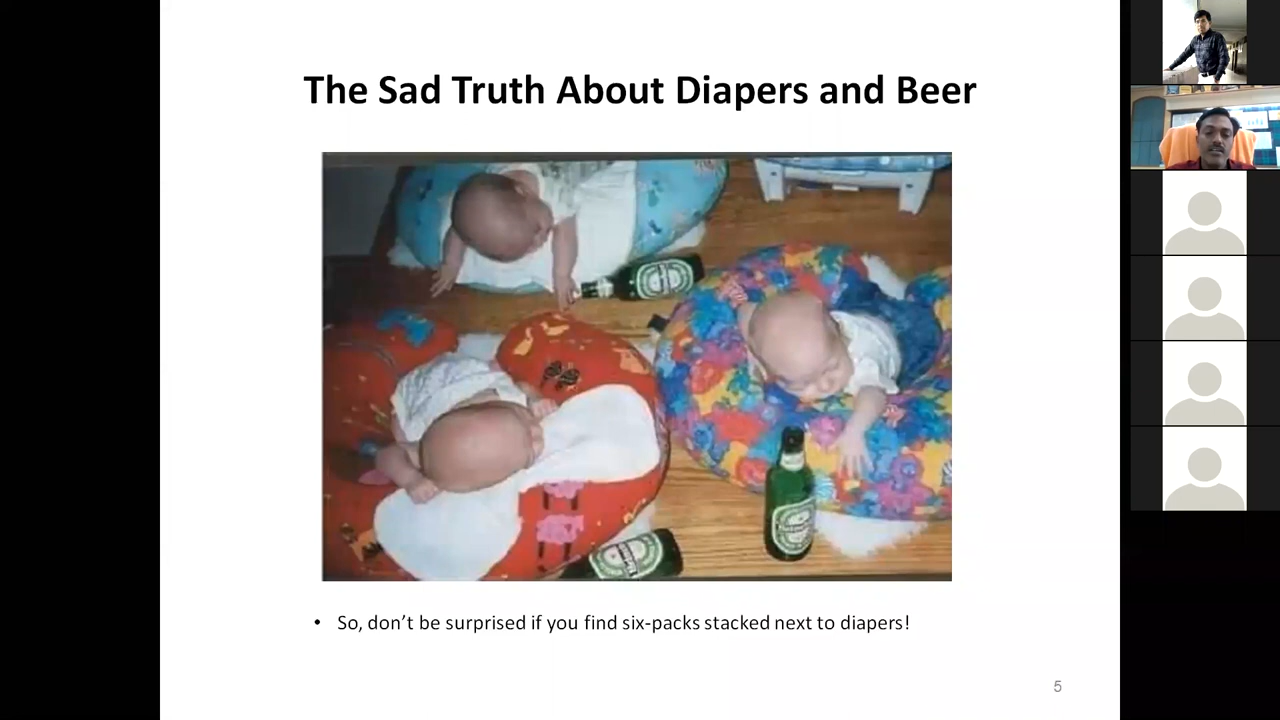 The Sad Truth About Diapers and Beer
Heineken
• So, don't be surprised if you find six-packs stacked next to diapers!
5